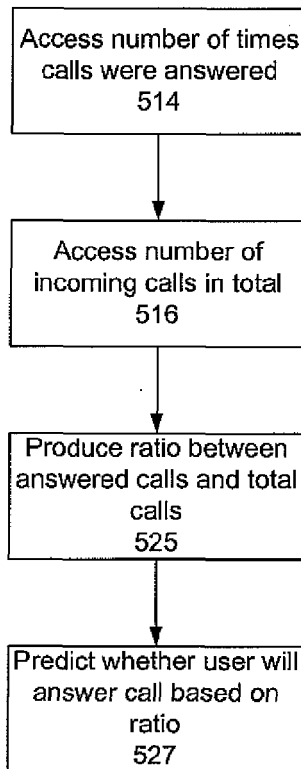 Access number of times
calls were answered
514
Access number of
incoming calls in total
516
Produce ratio between
answered calls and total
calls
525
Predict whether user will
answer call based on
ratio
527